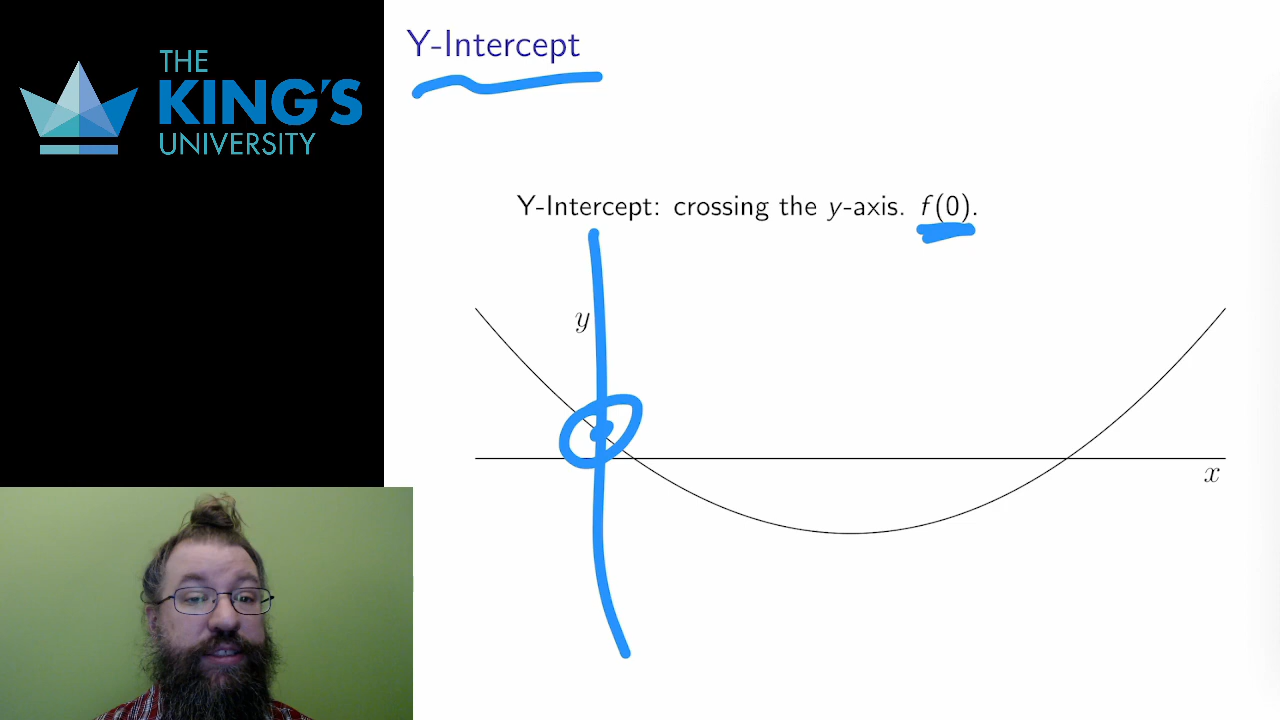 THE
KING'S
UNIVERSITY
Y-Intercept
Y-Intercept: crossing the y-axis. f(0).
y
x